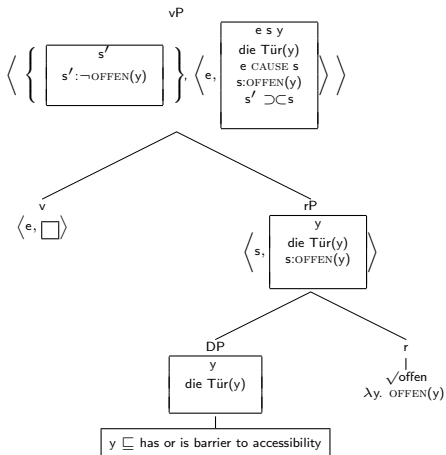 vP
⟨ { s′
s′:¬OFFEN(y) }, ⟨ e, e s y
die Tür(y)
e CAUSE s
s:OFFEN(y)
s′ ⊃⊂ s ⟩ ⟩
v
⟨ e, □ ⟩
rP
⟨ s, y
die Tür(y)
s:OFFEN(y) ⟩
DP
y
die Tür(y)
r
√offen
λy. OFFEN(y)
y ⊑ has or is barrier to accessibility